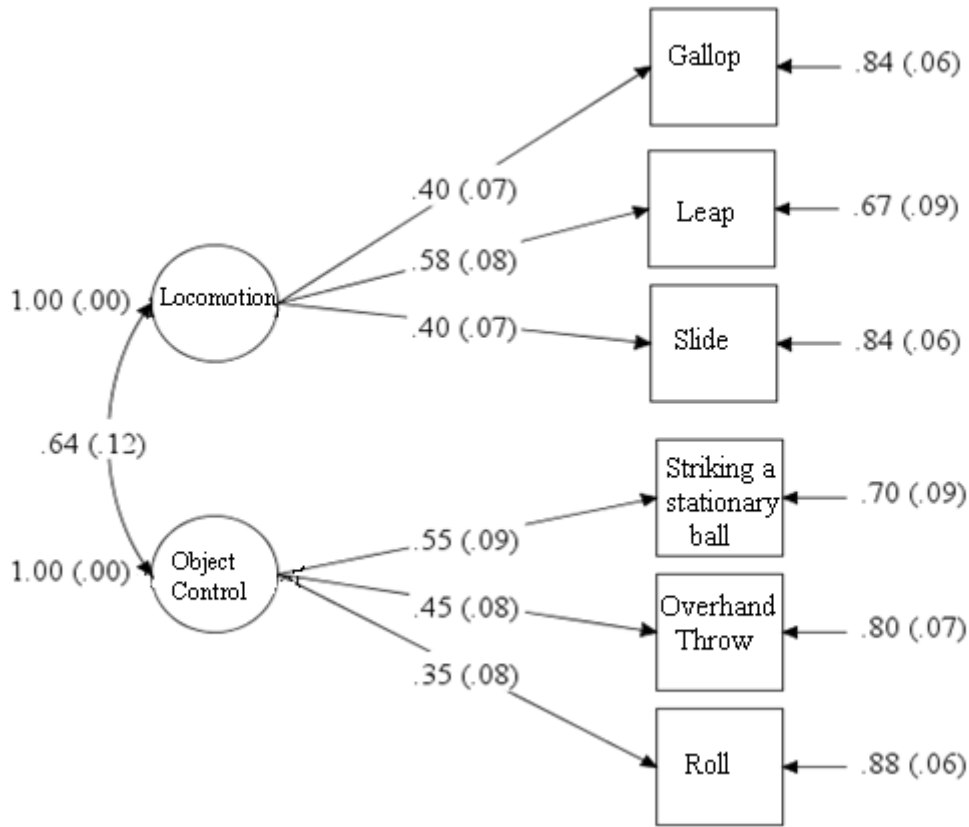 Gallop
.84 (.06)
.40 (.07)
Leap
.67 (.09)
.58 (.08)
1.00 (.00)
Locomotion
.40 (.07)
Slide
.84 (.06)
.64 (.12)
Striking a
stationary
ball
.70 (.09)
.55 (.09)
1.00 (.00)
Object
Control
.45 (.08)
Overhand
Throw
.80 (.07)
.35 (.08)
Roll
.88 (.06)